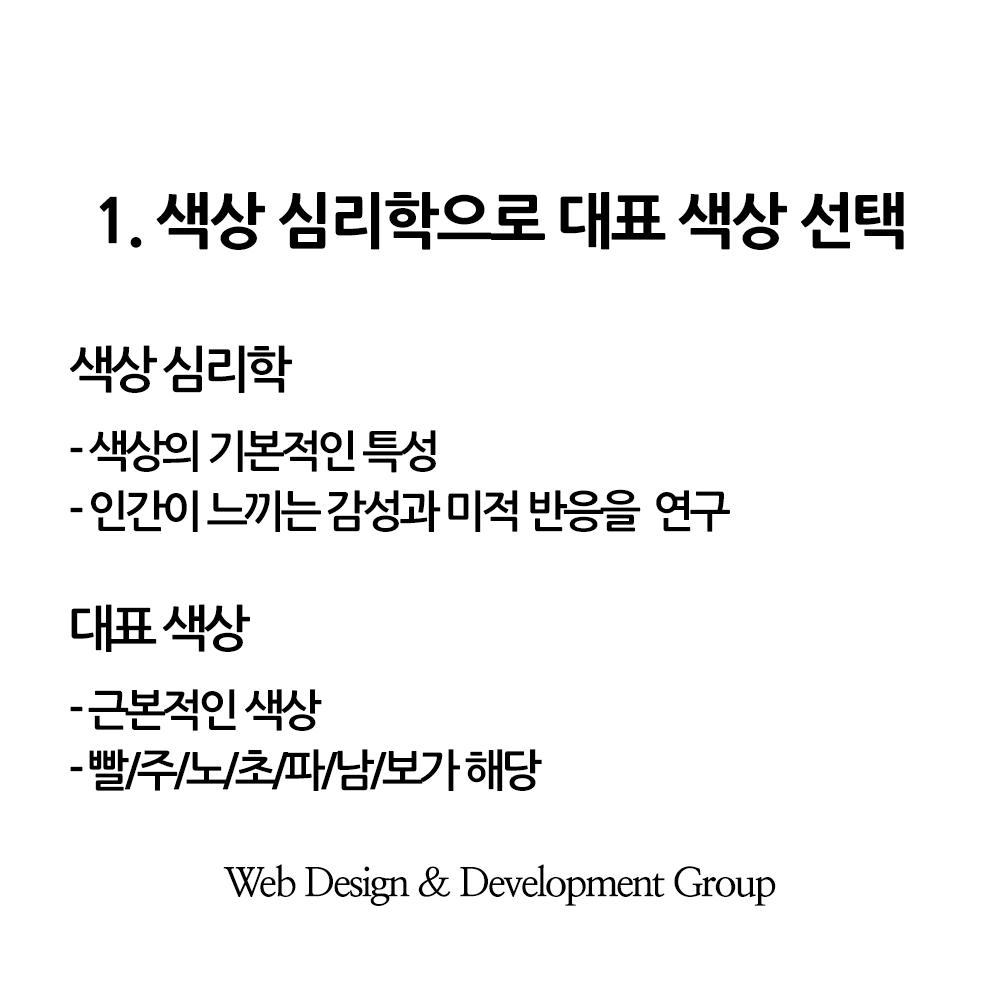 1. 색상 심리학으로 대표 색상 선택
색상 심리학
- 색상의 기본적인 특성
- 인간이 느끼는 감성과 미적 반응을 연구
대표 색상
- 근본적인 색상
- 빨/주/노/초/파/남/보가 해당
Web Design & Development Group